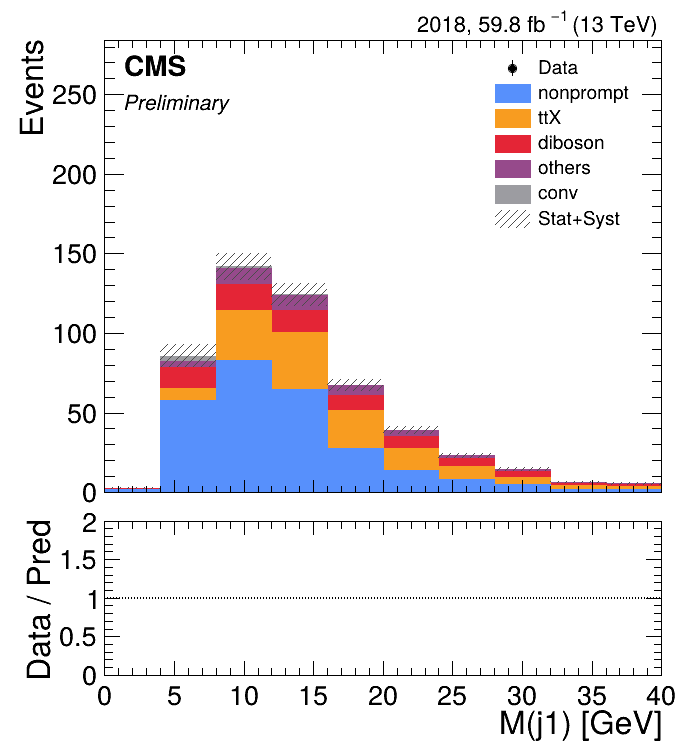 2018, 59.8 fb⁻¹ (13 TeV)
CMS
Preliminary
Events
250
200
150
100
50
0
Data
nonprompt
ttX
diboson
others
conv
Stat+Syst
Data / Pred
2
1.5
1
0.5
0
0 5 10 15 20 25 30 35 40
M(j1) [GeV]